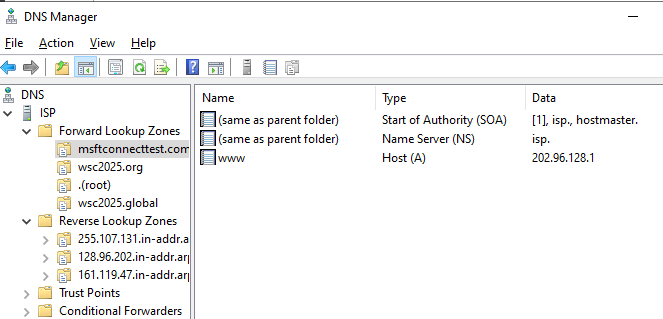 DNS Manager
File Action View Help
DNS
ISP
Forward Lookup Zones
msftconnecttest.com
wsc2025.org
.(root)
wsc2025.global
Reverse Lookup Zones
255.107.131.in-addr.a
128.96.202.in-addr.arp
161.119.47.in-addr.arp
Trust Points
Conditional Forwarders
Name Type Data
(same as parent folder) Start of Authority (SOA) [1], isp., hostmaster.
(same as parent folder) Name Server (NS) isp.
www Host (A) 202.96.128.1